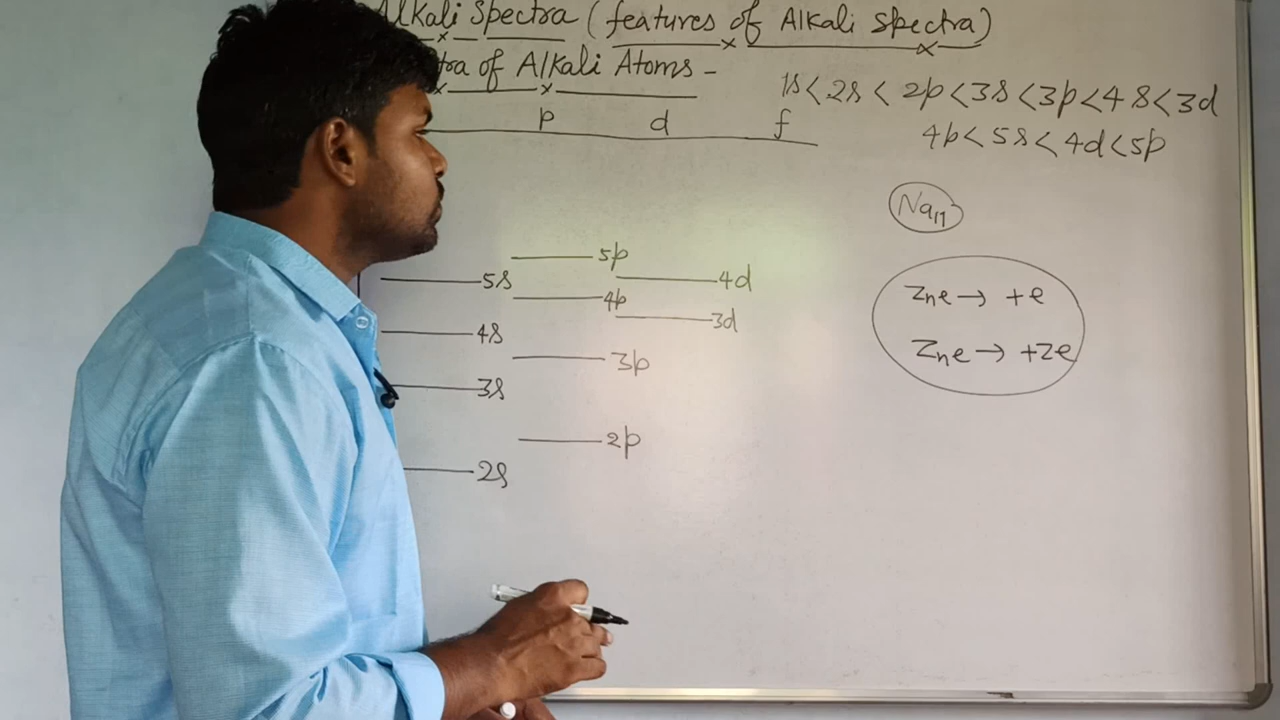 Alkali Spectra (features of Alkali Spectra)
of Alkali Atoms -
1s < 2s < 2p < 3s < 3p < 4s < 3d
4p < 5s < 4d < 5p
p d f
Na11
5p
5s 4d
4p
3d
4s
3p
3s
2p
2s
Zne → +e
Zne → +Ze